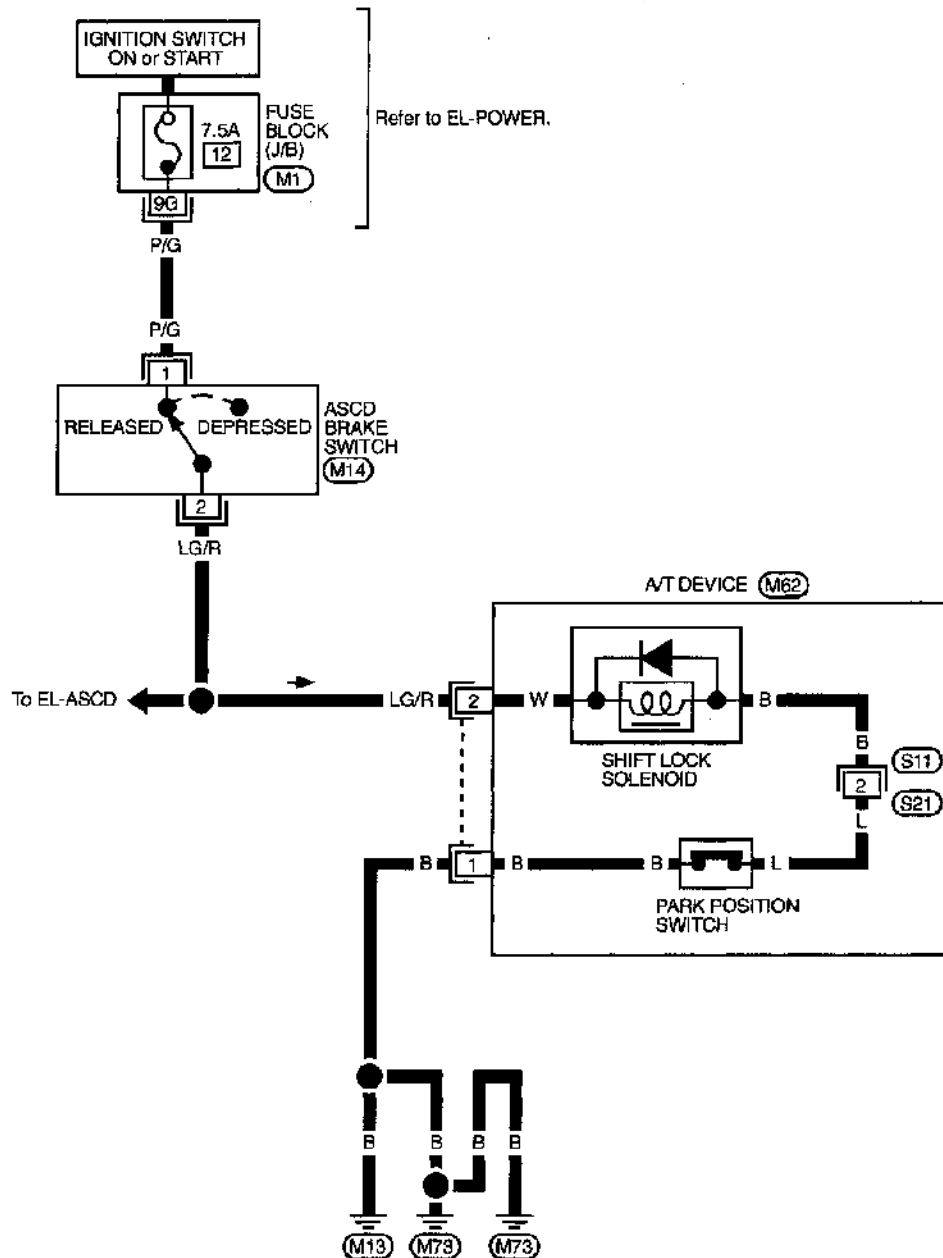 IGNITION SWITCH
ON or START
7.5A
12
FUSE
BLOCK
(J/B)
M1
Refer to EL-POWER.
9G
P/G
P/G
1
RELEASED
DEPRESSED
ASCD
BRAKE
SWITCH
M14
2
LG/R
A/T DEVICE
M62
To EL-ASCD
LG/R
2
W
B
SHIFT LOCK
SOLENOID
B
S11
2
S21
L
B
1
B
B
L
PARK POSITION
SWITCH
B
B
B
B
M13
M73
M73